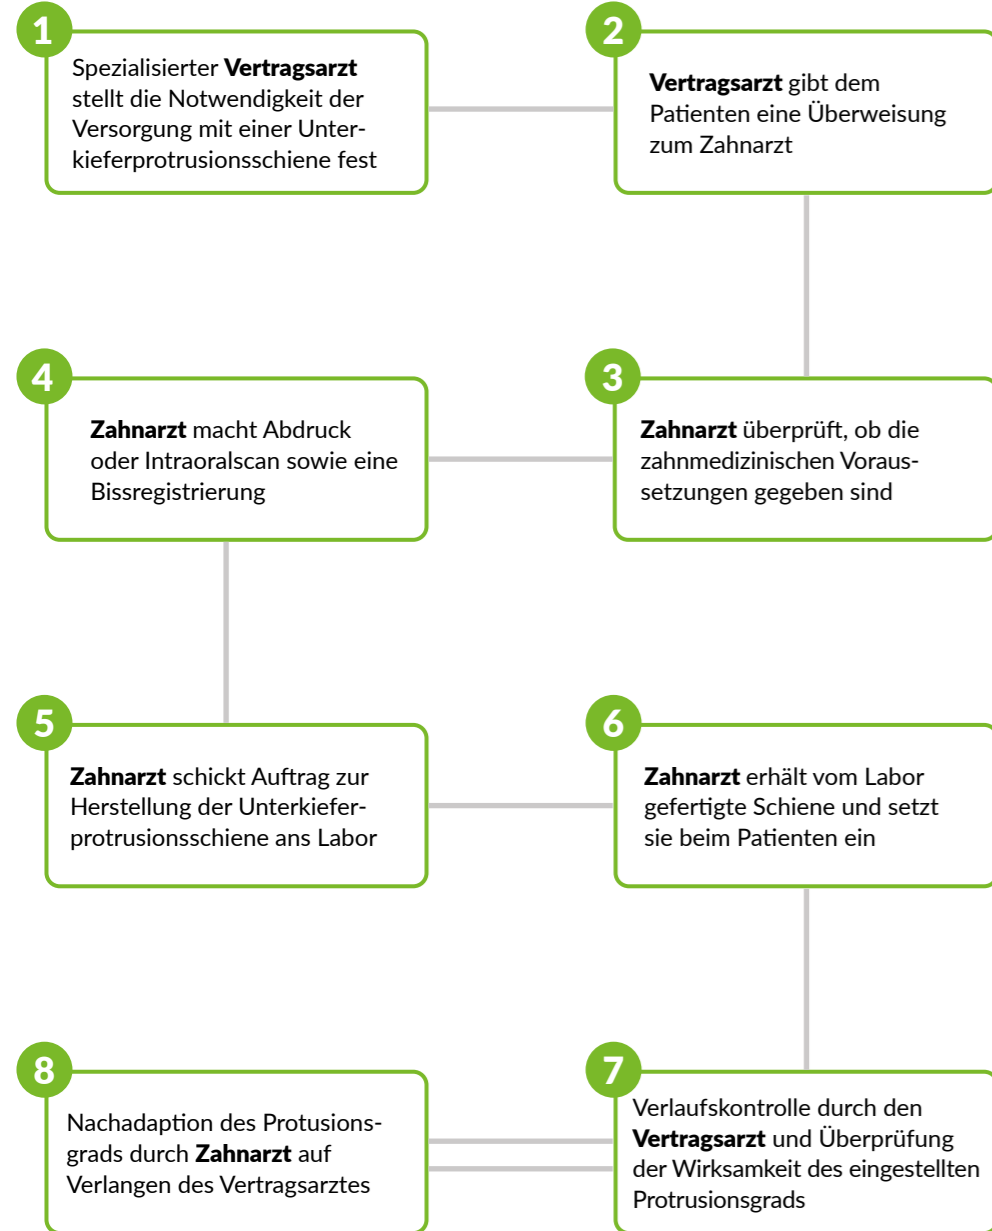 1
Spezialisierter Vertragsarzt
stellt die Notwendigkeit der
Versorgung mit einer Unter-
kieferprotrusionsschiene fest
2
Vertragsarzt gibt dem
Patienten eine Überweisung
zum Zahnarzt
3
Zahnarzt überprüft, ob die
zahnmedizinischen Voraus-
setzungen gegeben sind
4
Zahnarzt macht Abdruck
oder Intraoralscan sowie eine
Bissregistrierung
5
Zahnarzt schickt Auftrag zur
Herstellung der Unterkiefer-
protrusionsschiene ans Labor
6
Zahnarzt erhält vom Labor
gefertigte Schiene und setzt
sie beim Patienten ein
7
Verlaufskontrolle durch den
Vertragsarzt und Überprüfung
der Wirksamkeit des eingestellten
Protrusionsgrads
8
Nachadaption des Protusions-
grads durch Zahnarzt auf
Verlangen des Vertragsarztes